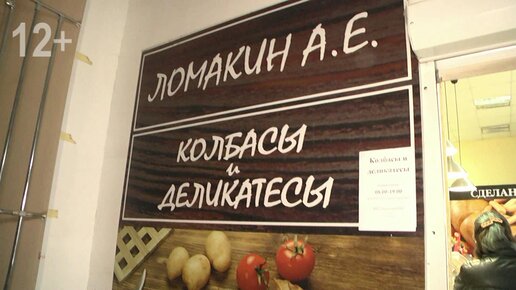 12+
ЛОМАКИН А.Е.
КОЛБАСЫ
и
ДЕЛИКАТЕСЫ
Колбасы и
деликатесы
СДЕЛАН